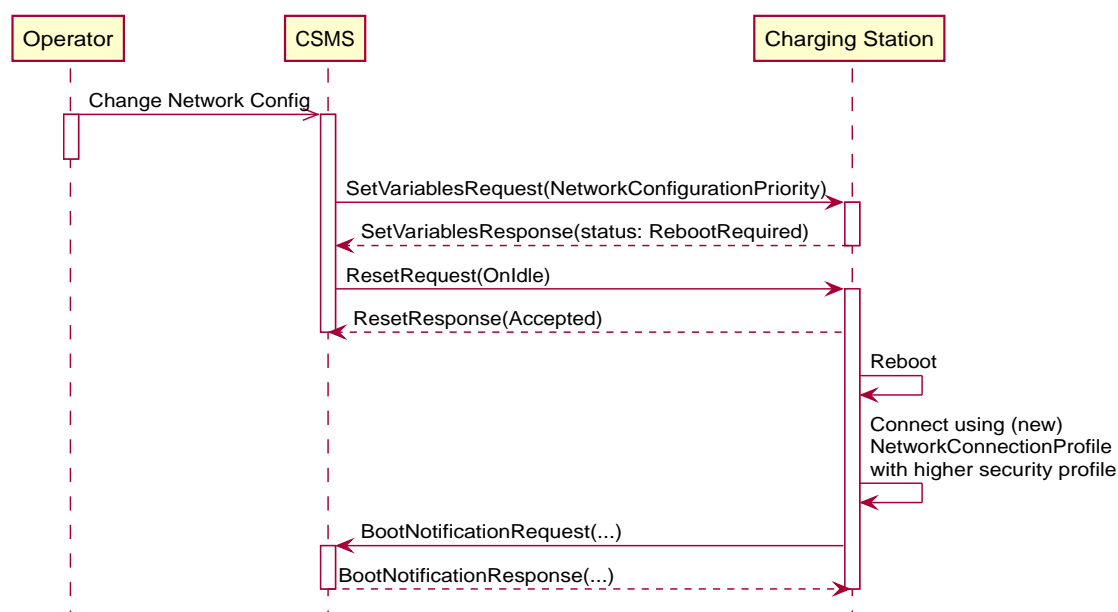 Operator
CSMS
Charging Station
Change Network Config
SetVariablesRequest(NetworkConfigurationPriority)
SetVariablesResponse(status: RebootRequired)
ResetRequest(OnIdle)
ResetResponse(Accepted)
Reboot
Connect using (new)
NetworkConnectionProfile
with higher security profile
BootNotificationRequest(...)
BootNotificationResponse(...)